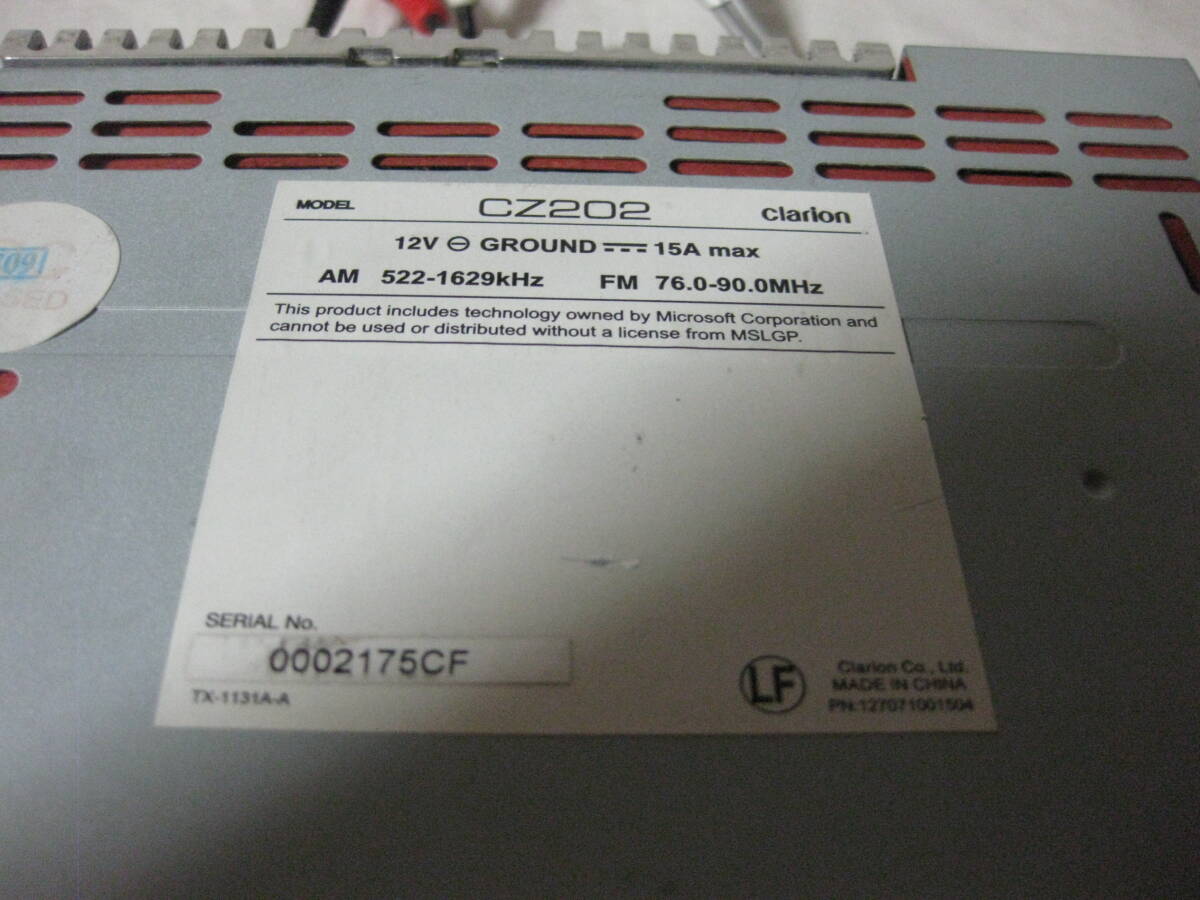 MODEL CZ202 Clarion
12V ⊖ GROUND ⎓ 15A max
AM 522-1629kHz FM 76.0-90.0MHz
This product includes technology owned by Microsoft Corporation and
cannot be used or distributed without a license from MSLGP.
709
SERIAL No.
0002175CF
TX-1131A-A
LF
Clarion Co., Ltd.
MADE IN CHINA
PN:127071001504